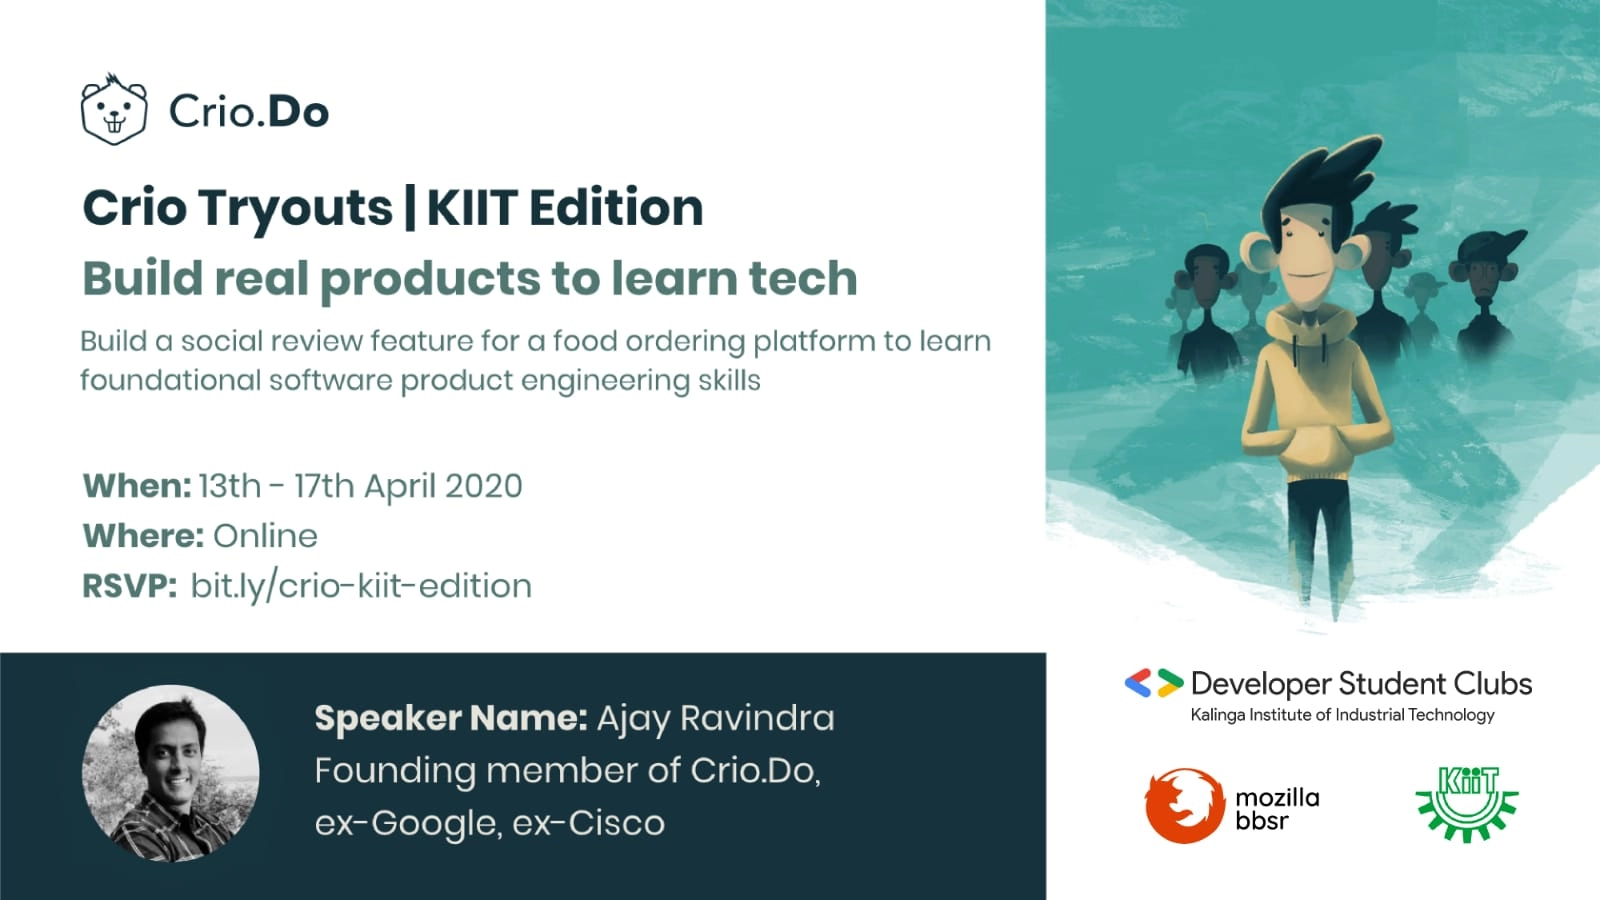 Crio.Do
Crio Tryouts | KIIT Edition
Build real products to learn tech
Build a social review feature for a food ordering platform to learn
foundational software product engineering skills
When: 13th - 17th April 2020
Where: Online
RSVP: bit.ly/crio-kiit-edition
Speaker Name: Ajay Ravindra
Founding member of Crio.Do,
ex-Google, ex-Cisco
Developer Student Clubs
Kalinga Institute of Industrial Technology
mozilla
bbsr
KiiT